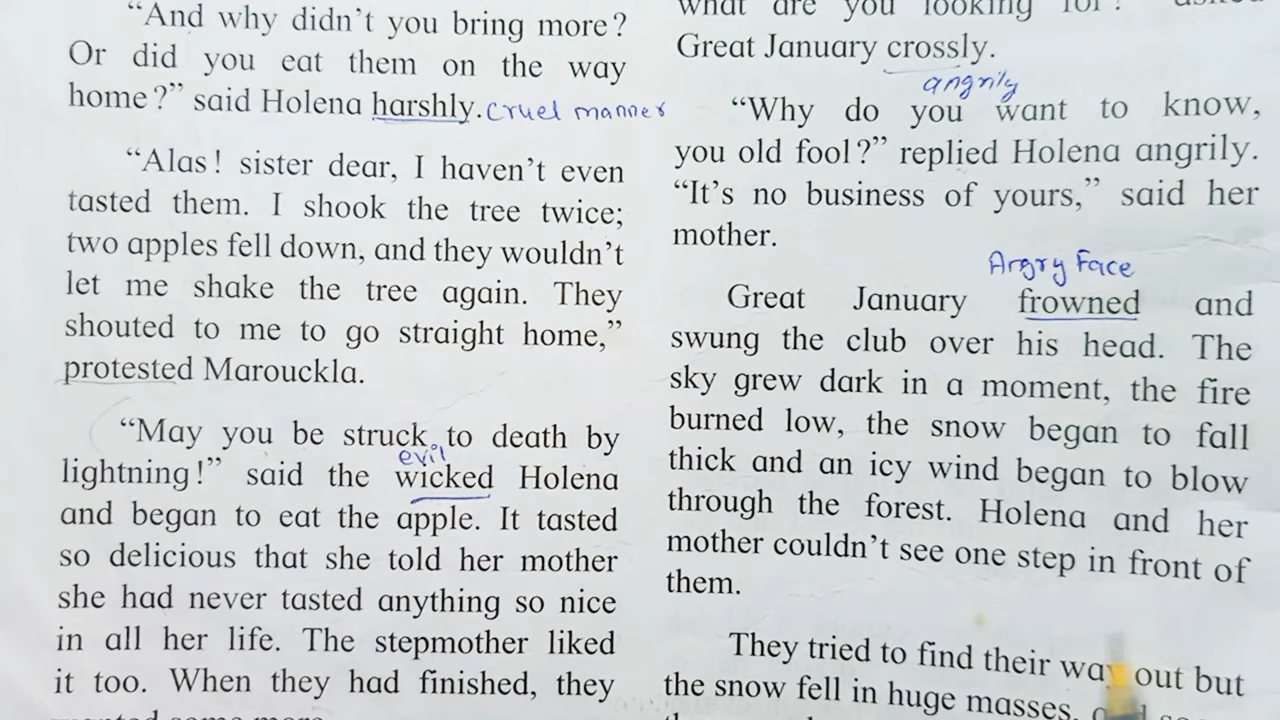 “And why didn’t you bring more?
Or did you eat them on the way
home?” said Holena harshly. cruel manner
“Alas! sister dear, I haven’t even
tasted them. I shook the tree twice;
two apples fell down, and they wouldn’t
let me shake the tree again. They
shouted to me to go straight home,”
protested Marouckla.
“May you be struck to death by
evil
lightning!” said the wicked Holena
and began to eat the apple. It tasted
so delicious that she told her mother
she had never tasted anything so nice
in all her life. The stepmother liked
it too. When they had finished, they
wanted some more
what are you looking for?
Great January crossly.
angrily
“Why do you want to know,
you old fool?” replied Holena angrily.
“It’s no business of yours,” said her
mother.
Angry Face
Great January frowned and
swung the club over his head. The
sky grew dark in a moment, the fire
burned low, the snow began to fall
thick and an icy wind began to blow
through the forest. Holena and her
mother couldn’t see one step in front of
them.
They tried to find their way out but
the snow fell in huge masses,